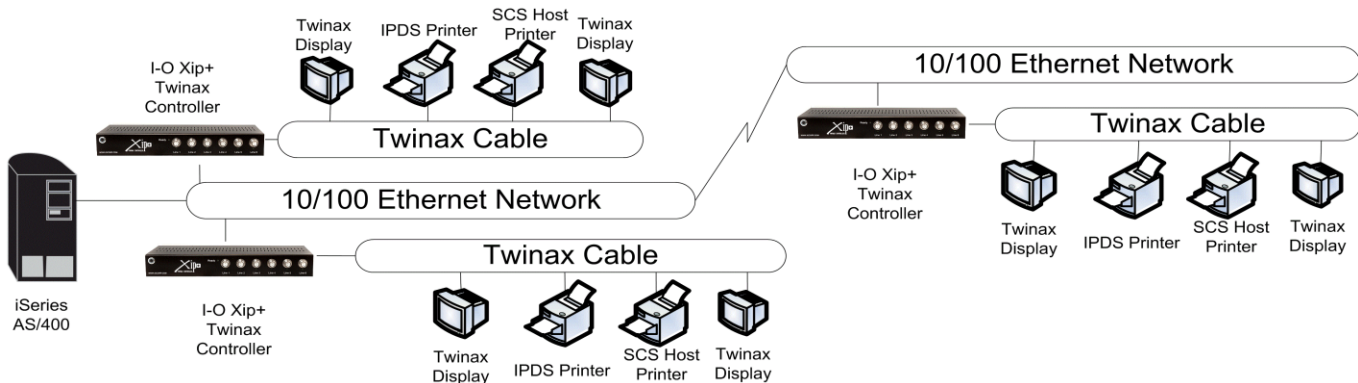 Twinax
Display
IPDS Printer
SCS Host
Printer
Twinax
Display
I-O Xip+
Twinax
Controller
Twinax Cable
10/100 Ethernet Network
Twinax Cable
I-O Xip+
Twinax
Controller
Twinax
Display
IPDS Printer
SCS Host
Printer
Twinax
Display
10/100 Ethernet Network
iSeries
AS/400
I-O Xip+
Twinax
Controller
Twinax Cable
Twinax
Display
IPDS Printer
SCS Host
Printer
Twinax
Display